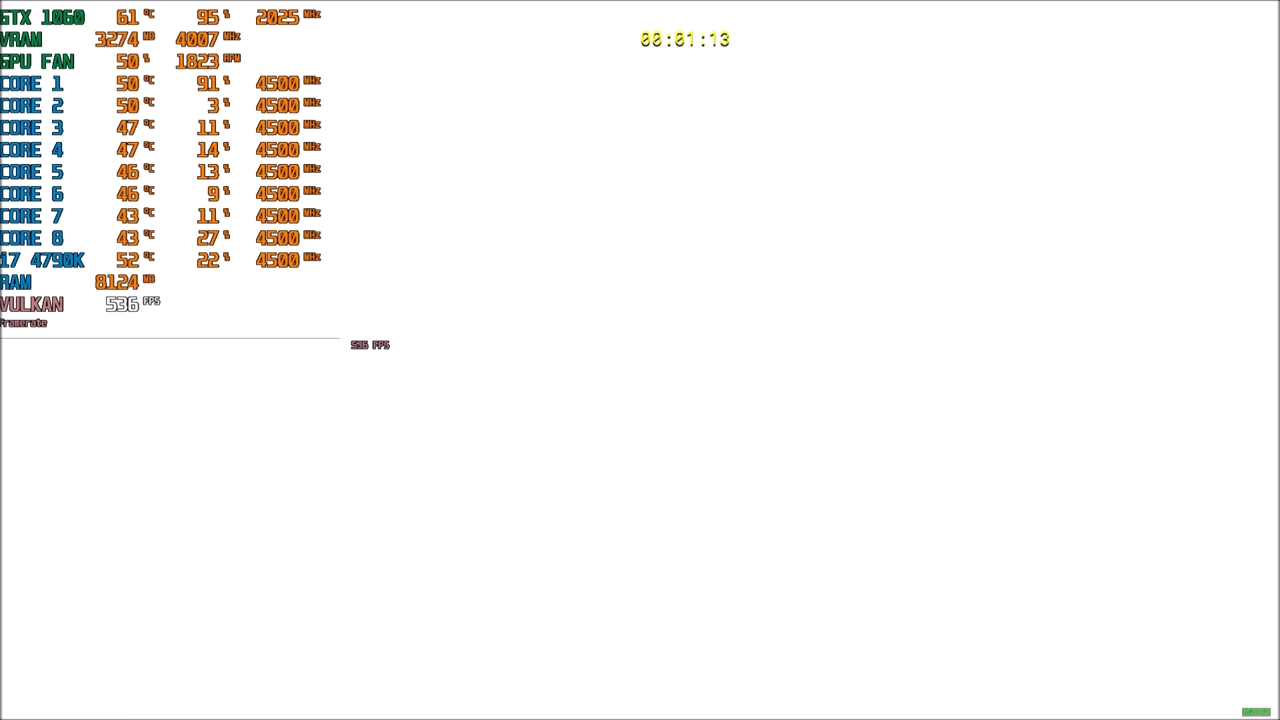 GTX 1060 61 °C 95 % 2025 MHz
00:01:13
VRAM 3274 MB 4007 MHz
GPU FAN 50 % 1823 RPM
CORE 1 50 °C 91 % 4500 MHz
CORE 2 50 °C 3 % 4500 MHz
CORE 3 47 °C 11 % 4500 MHz
CORE 4 47 °C 14 % 4500 MHz
CORE 5 46 °C 13 % 4500 MHz
CORE 6 46 °C 9 % 4500 MHz
CORE 7 43 °C 11 % 4500 MHz
CORE 8 43 °C 27 % 4500 MHz
i7 4790K 52 °C 22 % 4500 MHz
RAM 8124 MB
VULKAN 536 FPS
Framerate
536 FPS